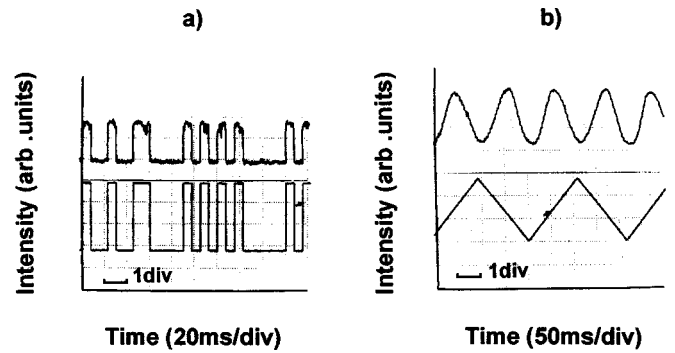 a)
b)
Intensity (arb .units)
Intensity (arb .units)
1div
1div
Time (20ms/div)
Time (50ms/div)